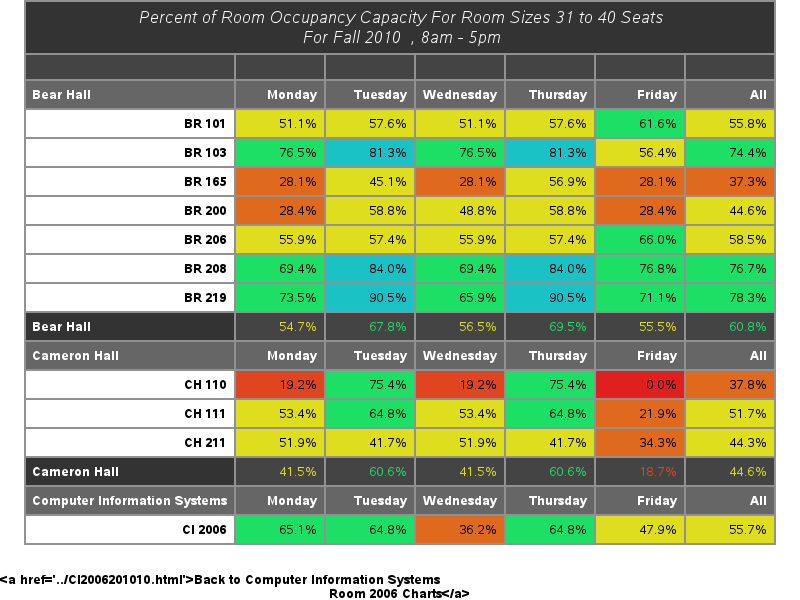 Percent of Room Occupancy Capacity For Room Sizes 31 to 40 Seats
For Fall 2010 , 8am - 5pm
Bear Hall Monday Tuesday Wednesday Thursday Friday All
BR 101 51.1% 57.6% 51.1% 57.6% 61.6% 55.8%
BR 103 76.5% 81.3% 76.5% 81.3% 56.4% 74.4%
BR 165 28.1% 45.1% 28.1% 56.9% 28.1% 37.3%
BR 200 28.4% 58.8% 48.8% 58.8% 28.4% 44.6%
BR 206 55.9% 57.4% 55.9% 57.4% 66.0% 58.5%
BR 208 69.4% 84.0% 69.4% 84.0% 76.8% 76.7%
BR 219 73.5% 90.5% 65.9% 90.5% 71.1% 78.3%
Bear Hall 54.7% 67.8% 56.5% 69.5% 55.5% 60.8%
Cameron Hall Monday Tuesday Wednesday Thursday Friday All
CH 110 19.2% 75.4% 19.2% 75.4% 0.0% 37.8%
CH 111 53.4% 64.8% 53.4% 64.8% 21.9% 51.7%
CH 211 51.9% 41.7% 51.9% 41.7% 34.3% 44.3%
Cameron Hall 41.5% 60.6% 41.5% 60.6% 18.7% 44.6%
Computer Information Systems Monday Tuesday Wednesday Thursday Friday All
CI 2006 65.1% 64.8% 36.2% 64.8% 47.9% 55.7%
<a href='../CI2006201010.html'>Back to Computer Information Systems
Room 2006 Charts</a>